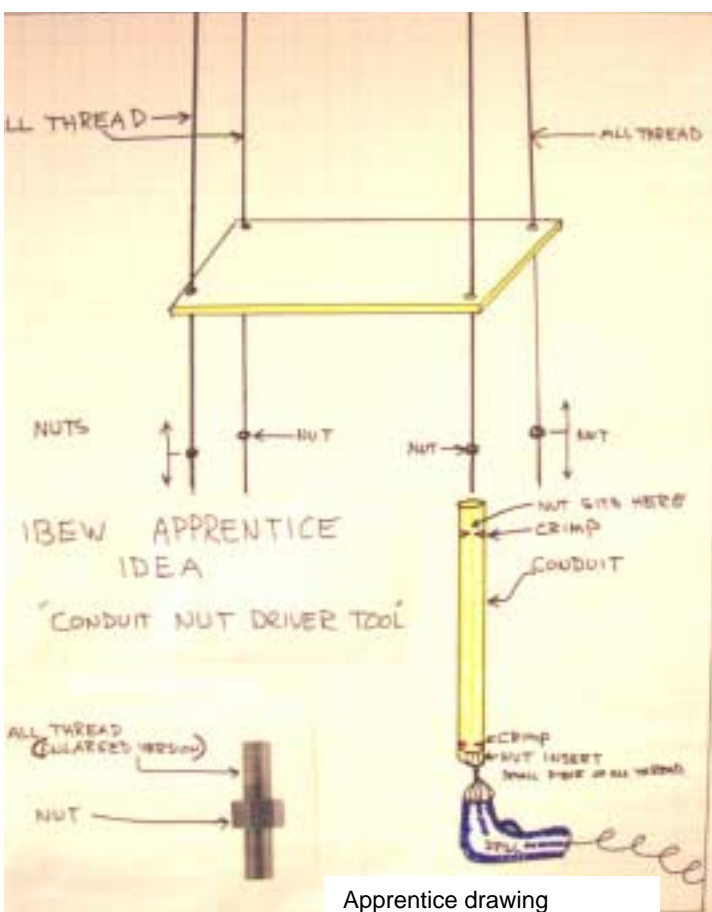 LL THREAD
ALL THREAD
NUTS
NUT
NUT
NUT
NUT SITS HERE
CRIMP
IBEW APPRENTICE
IDEA
CONDUIT
"CONDUIT NUT DRIVER TOOL"
ALL THREAD
(ENLARGED VERSION)
NUT
CRIMP
NUT INSERT
SMALL PIECE OF ALL THREAD
Apprentice drawing